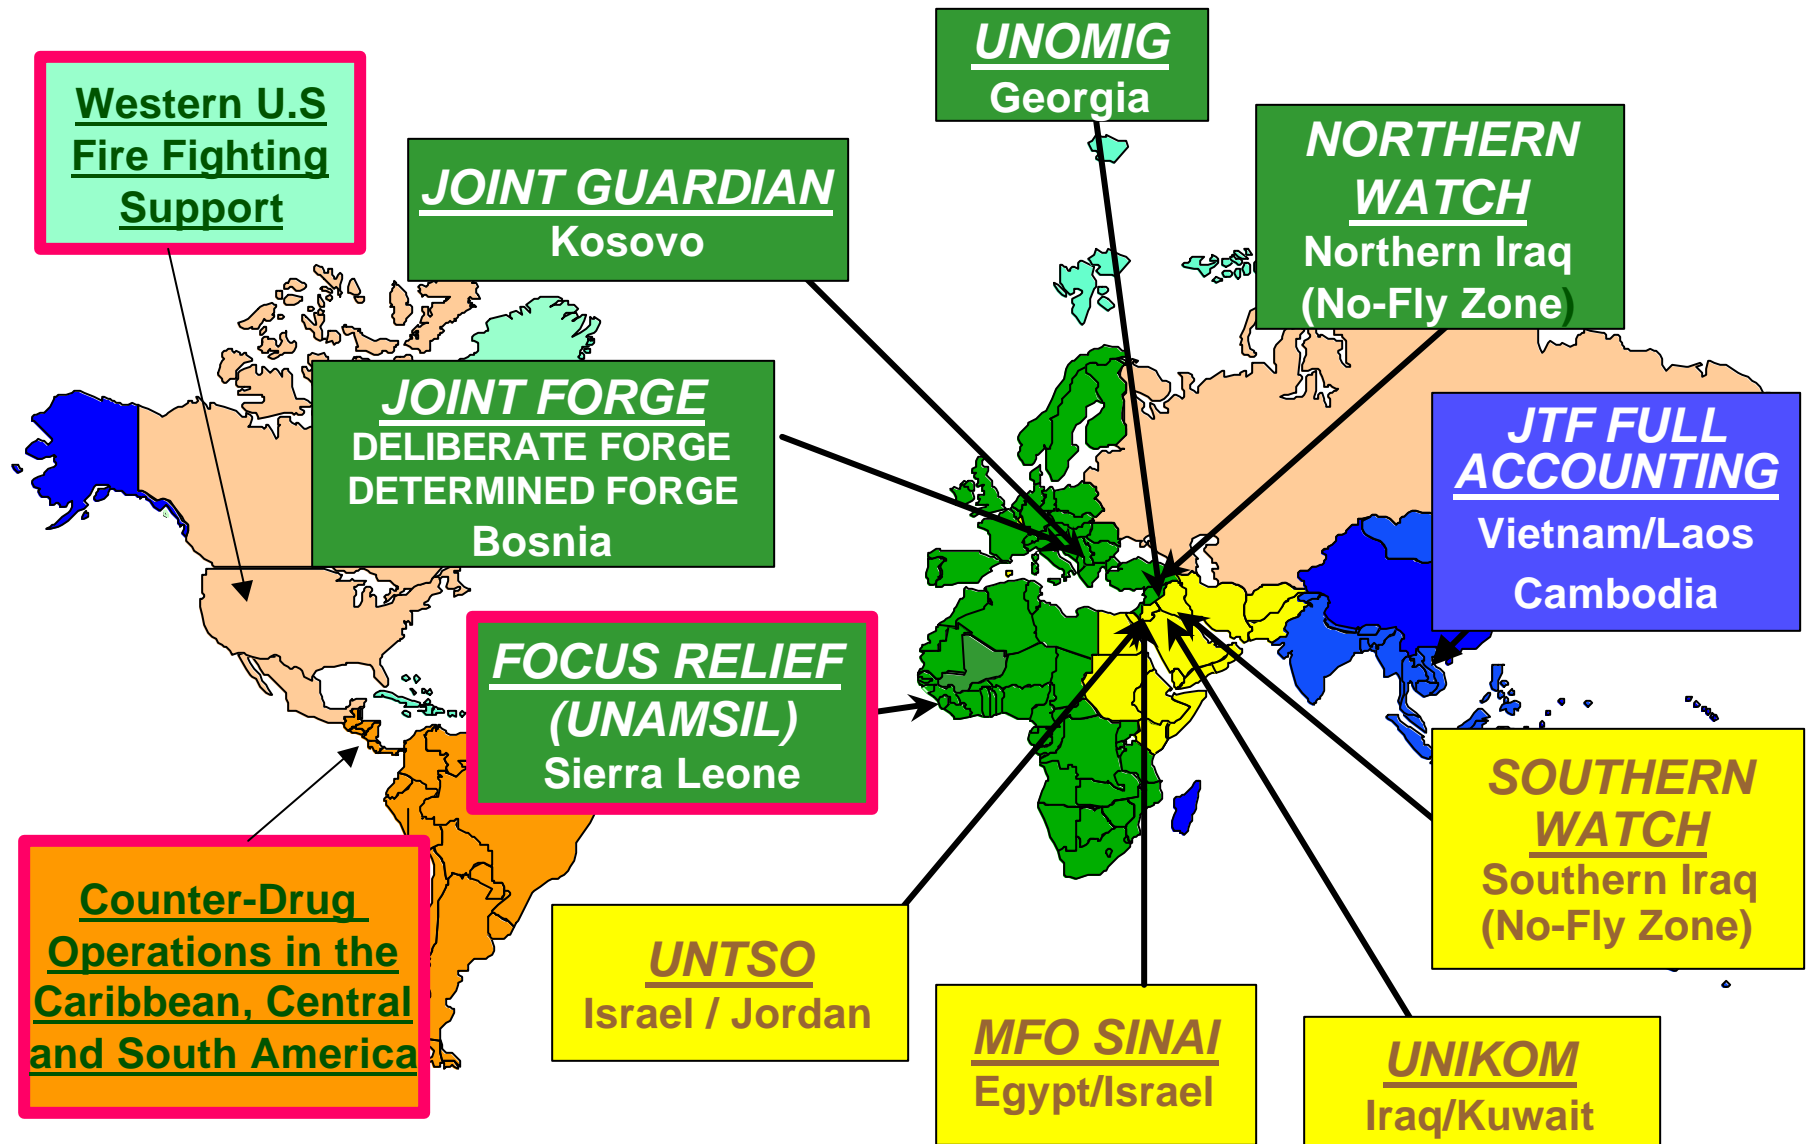 UNOMIG
Georgia
Western U.S
Fire Fighting
Support
JOINT GUARDIAN
Kosovo
NORTHERN
WATCH
Northern Iraq
(No-Fly Zone)
JOINT FORGE
DELIBERATE FORGE
DETERMINED FORGE
Bosnia
JTF FULL
ACCOUNTING
Vietnam/Laos
Cambodia
FOCUS RELIEF
(UNAMSIL)
Sierra Leone
SOUTHERN
WATCH
Southern Iraq
(No-Fly Zone)
Counter-Drug
Operations in the
Caribbean, Central
and South America
UNTSO
Israel / Jordan
MFO SINAI
Egypt/Israel
UNIKOM
Iraq/Kuwait